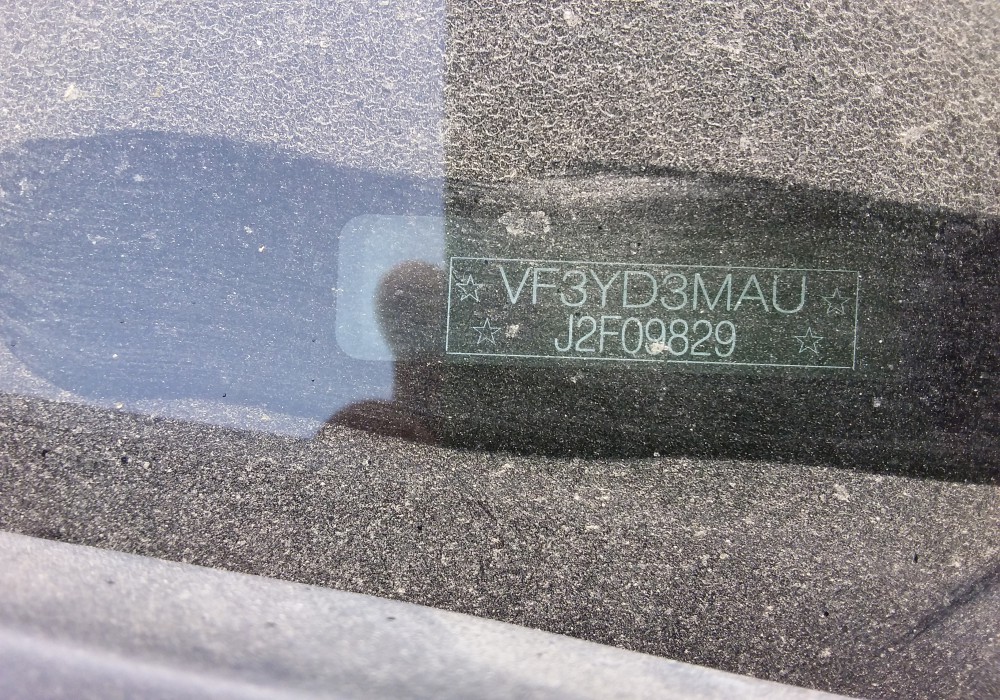 ☆ VF3YD3MAU ☆
☆ J2F09829 ☆